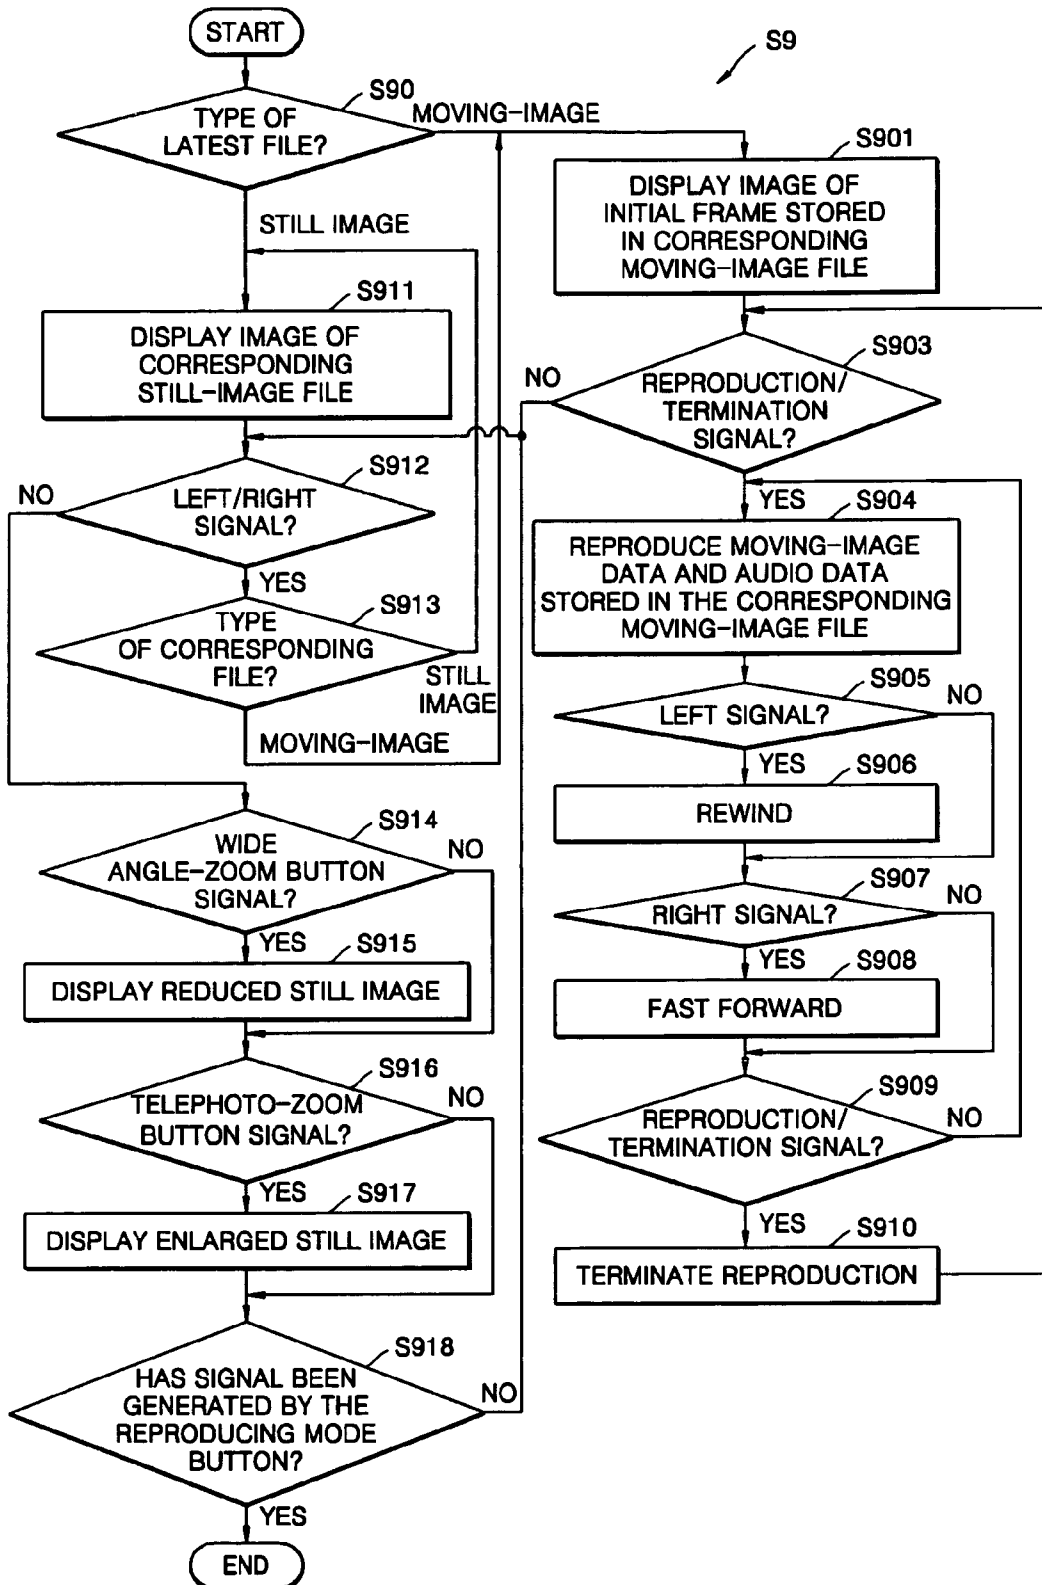 START
S9
S90
TYPE OF
LATEST FILE?
MOVING-IMAGE
STILL IMAGE
S911
DISPLAY IMAGE OF
CORRESPONDING
STILL-IMAGE FILE
S912
NO
LEFT/RIGHT
SIGNAL?
YES
S913
TYPE
OF CORRESPONDING
FILE?
STILL
IMAGE
MOVING-IMAGE
S914
WIDE
ANGLE-ZOOM BUTTON
SIGNAL?
NO
YES
S915
DISPLAY REDUCED STILL IMAGE
S916
TELEPHOTO-ZOOM
BUTTON SIGNAL?
NO
YES
S917
DISPLAY ENLARGED STILL IMAGE
S918
HAS SIGNAL BEEN
GENERATED BY THE
REPRODUCING MODE
BUTTON?
NO
YES
END
S901
DISPLAY IMAGE OF
INITIAL FRAME STORED
IN CORRESPONDING
MOVING-IMAGE FILE
S903
NO
REPRODUCTION/
TERMINATION
SIGNAL?
YES
S904
REPRODUCE MOVING-IMAGE
DATA AND AUDIO DATA
STORED IN THE CORRESPONDING
MOVING-IMAGE FILE
S905
LEFT SIGNAL?
NO
YES
S906
REWIND
S907
RIGHT SIGNAL?
NO
YES
S908
FAST FORWARD
S909
REPRODUCTION/
TERMINATION SIGNAL?
NO
YES
S910
TERMINATE REPRODUCTION